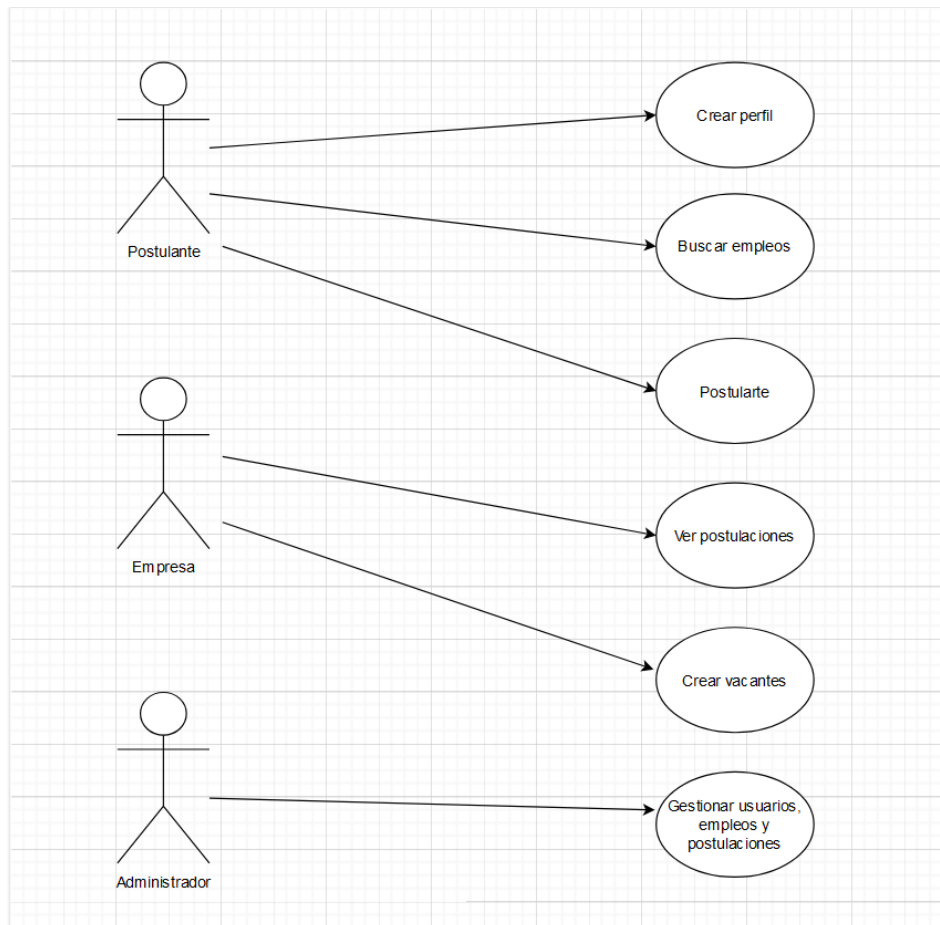 Crear perfil
Buscar empleos
Postulante
Postularte
Ver postulaciones
Empresa
Crear vacantes
Gestionar usuarios,
empleos y
postulaciones
Administrador